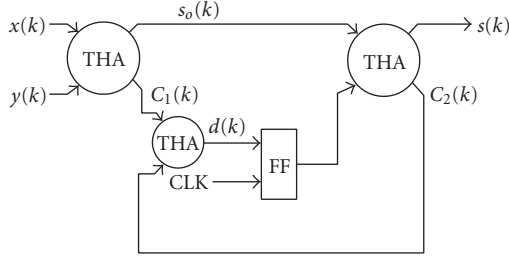 x(k)
s_o(k)
s(k)
THA
THA
y(k)
C_1(k)
C_2(k)
d(k)
THA
FF
CLK